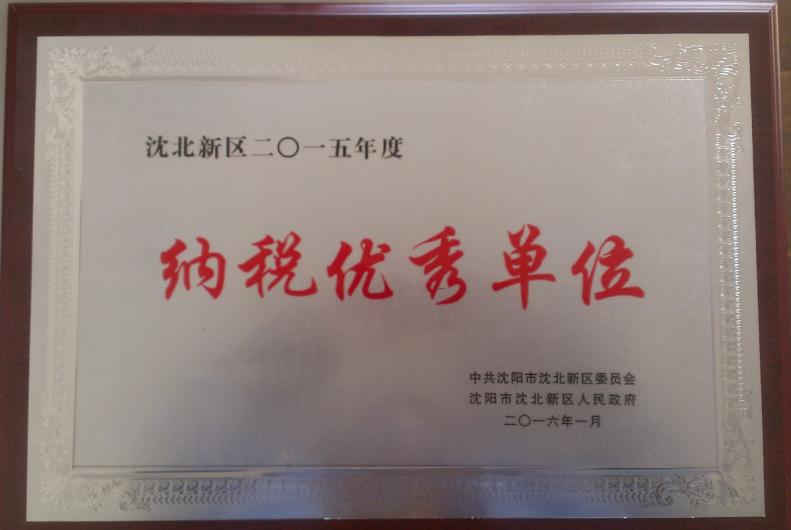 沈北新区二〇一五年度
纳税优秀单位
中共沈阳市沈北新区委员会
沈阳市沈北新区人民政府
二〇一六年一月